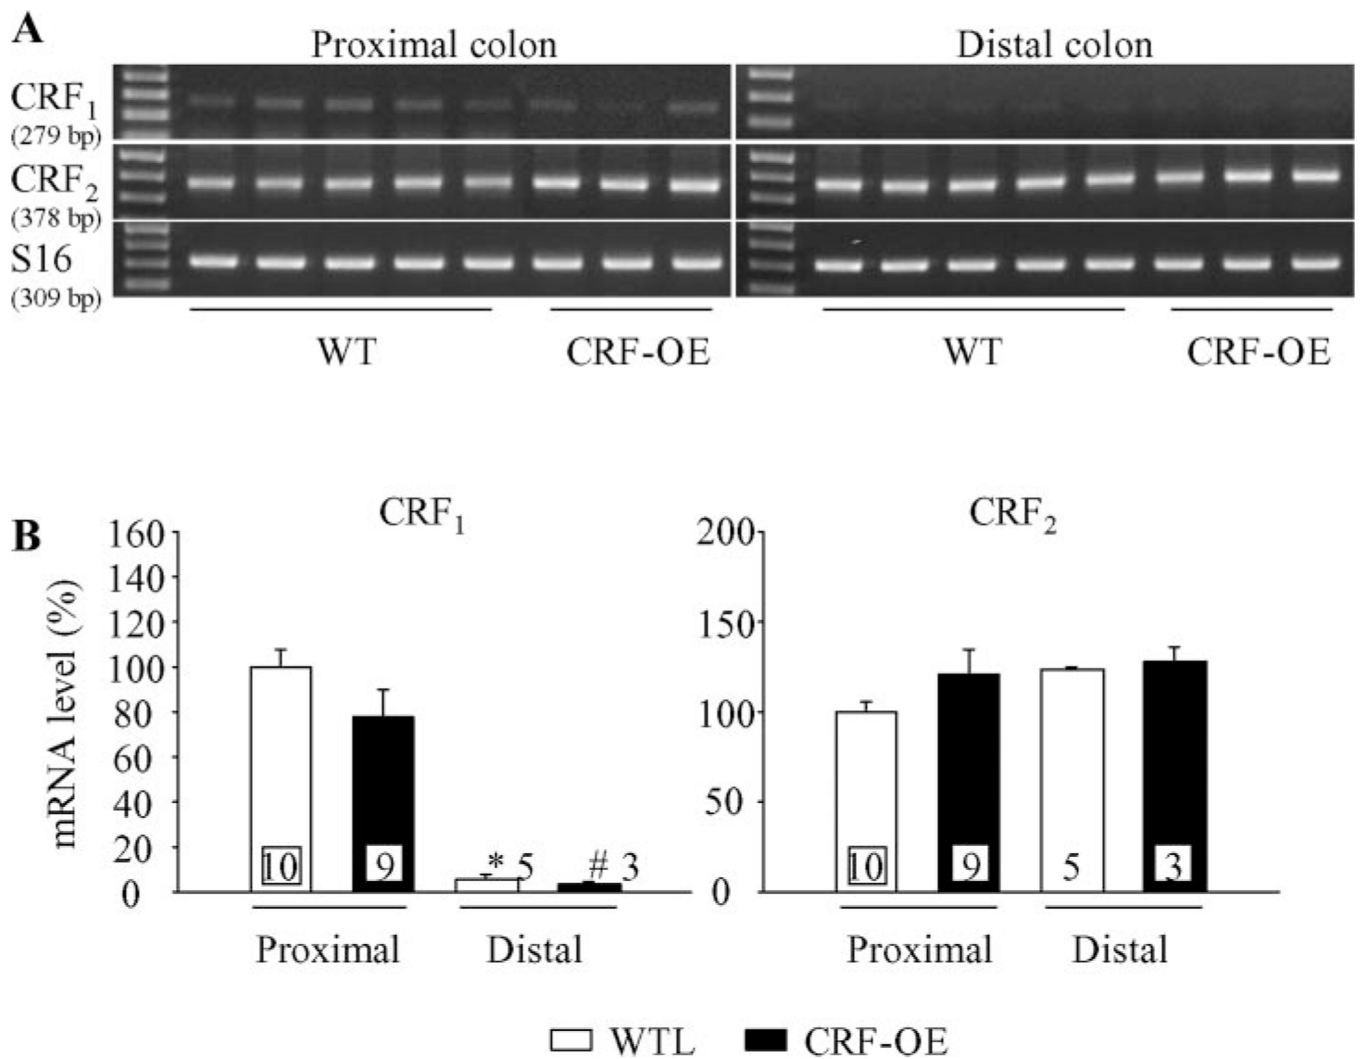 A
Proximal colon
Distal colon
CRF1
(279 bp)
CRF2
(378 bp)
S16
(309 bp)
WT
CRF-OE
WT
CRF-OE
B
CRF1
CRF2
mRNA level (%)
160
140
120
100
80
60
40
20
0
10
9
* 5
# 3
Proximal
Distal
200
150
100
50
0
10
9
5
3
Proximal
Distal
WTL
CRF-OE